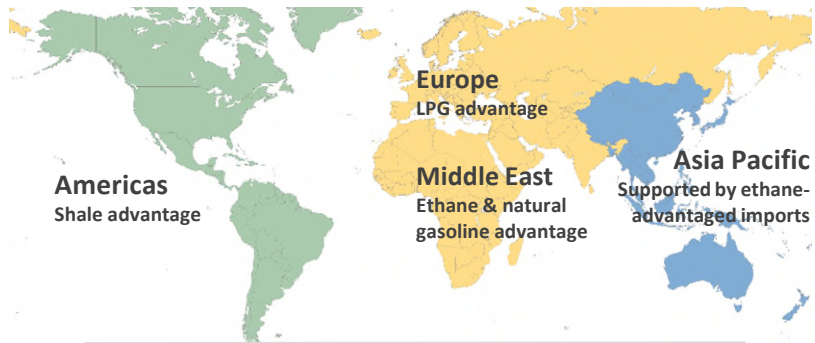 Europe
LPG advantage
Americas
Shale advantage
Middle East
Ethane & natural
gasoline advantage
Asia Pacific
Supported by ethane-
advantaged imports